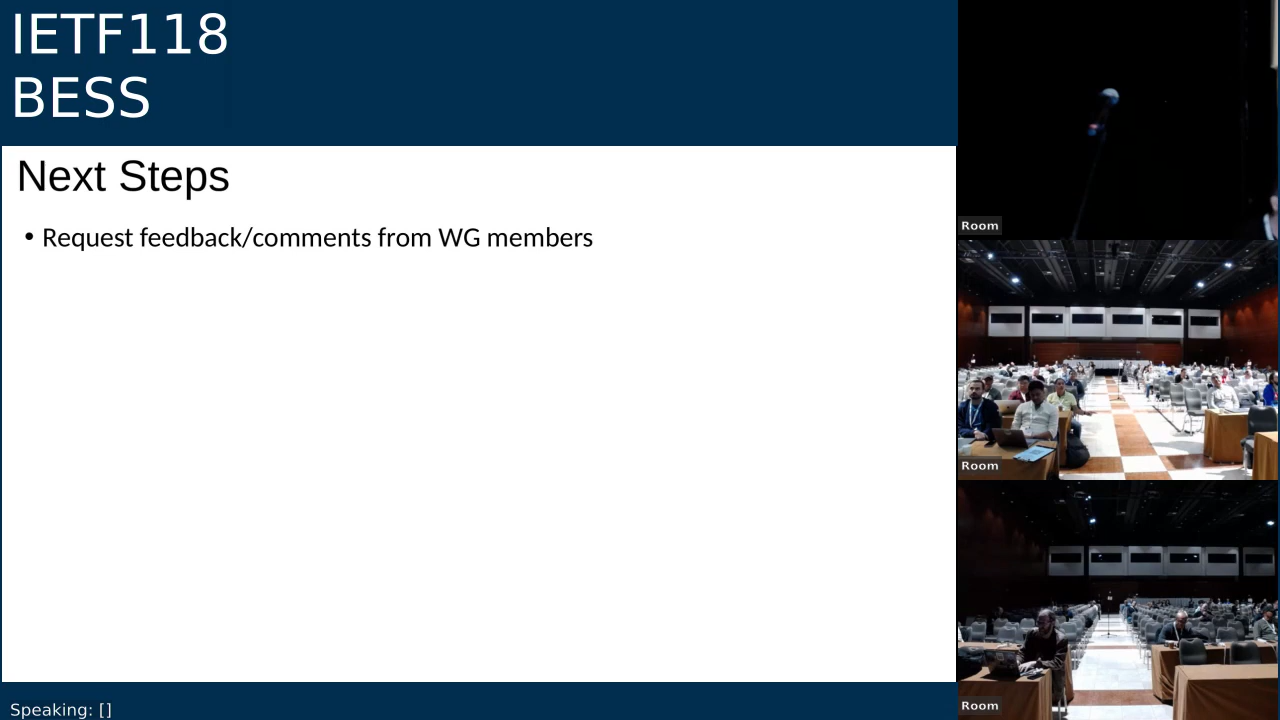 IETF118
BESS
Next Steps
• Request feedback/comments from WG members
Speaking: []
Room
Room
Room